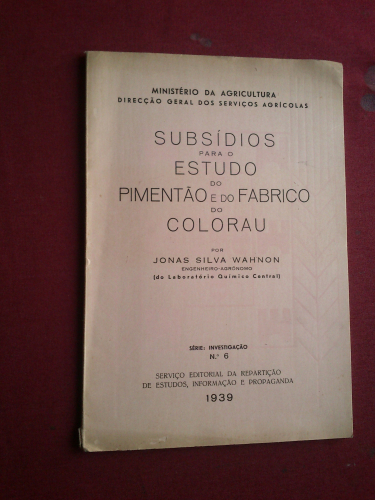 MINISTÉRIO DA AGRICULTURA
DIRECÇÃO GERAL DOS SERVIÇOS AGRÍCOLAS
SUBSÍDIOS
PARA O
ESTUDO
DO
PIMENTÃO E DO FABRICO
DO
COLORAU
POR
JONAS SILVA WAHNON
ENGENHEIRO-AGRÓNOMO
(do Laboratório Químico Central)
SÉRIE: INVESTIGAÇÃO
N.º 6
SERVIÇO EDITORIAL DA REPARTIÇÃO
DE ESTUDOS, INFORMAÇÃO E PROPAGANDA
1939